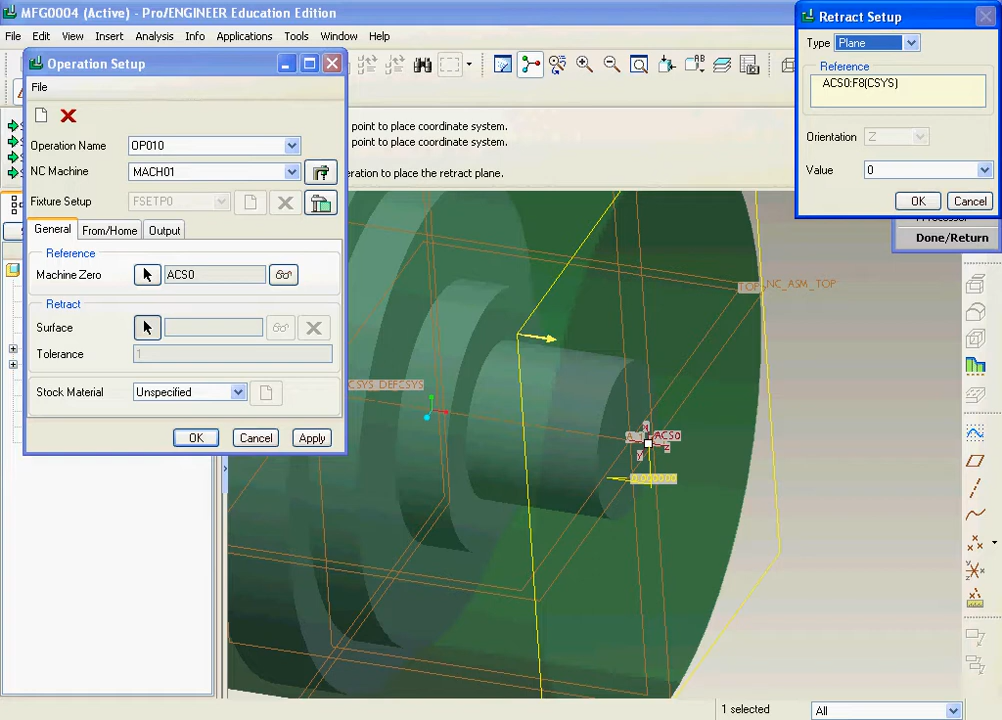 MFG0004 (Active) - Pro/ENGINEER Education Edition
File Edit View Insert Analysis Info Applications Tools Window Help
Operation Setup
File
Operation Name OP010
NC Machine MACH01
Fixture Setup FSETP0
General From/Home Output
Reference
Machine Zero ACS0
Retract
Surface
Tolerance 1
Stock Material Unspecified
OK Cancel Apply
point to place coordinate system.
point to place coordinate system.
eration to place the retract plane.
Retract Setup
Type Plane
Reference
ACS0:F8(CSYS)
Orientation Z
Value 0
OK Cancel
Done/Return
NC_ASM_TOP
CSYS_DEFCSYS
ACS0
X
Y
Z
1 selected
All